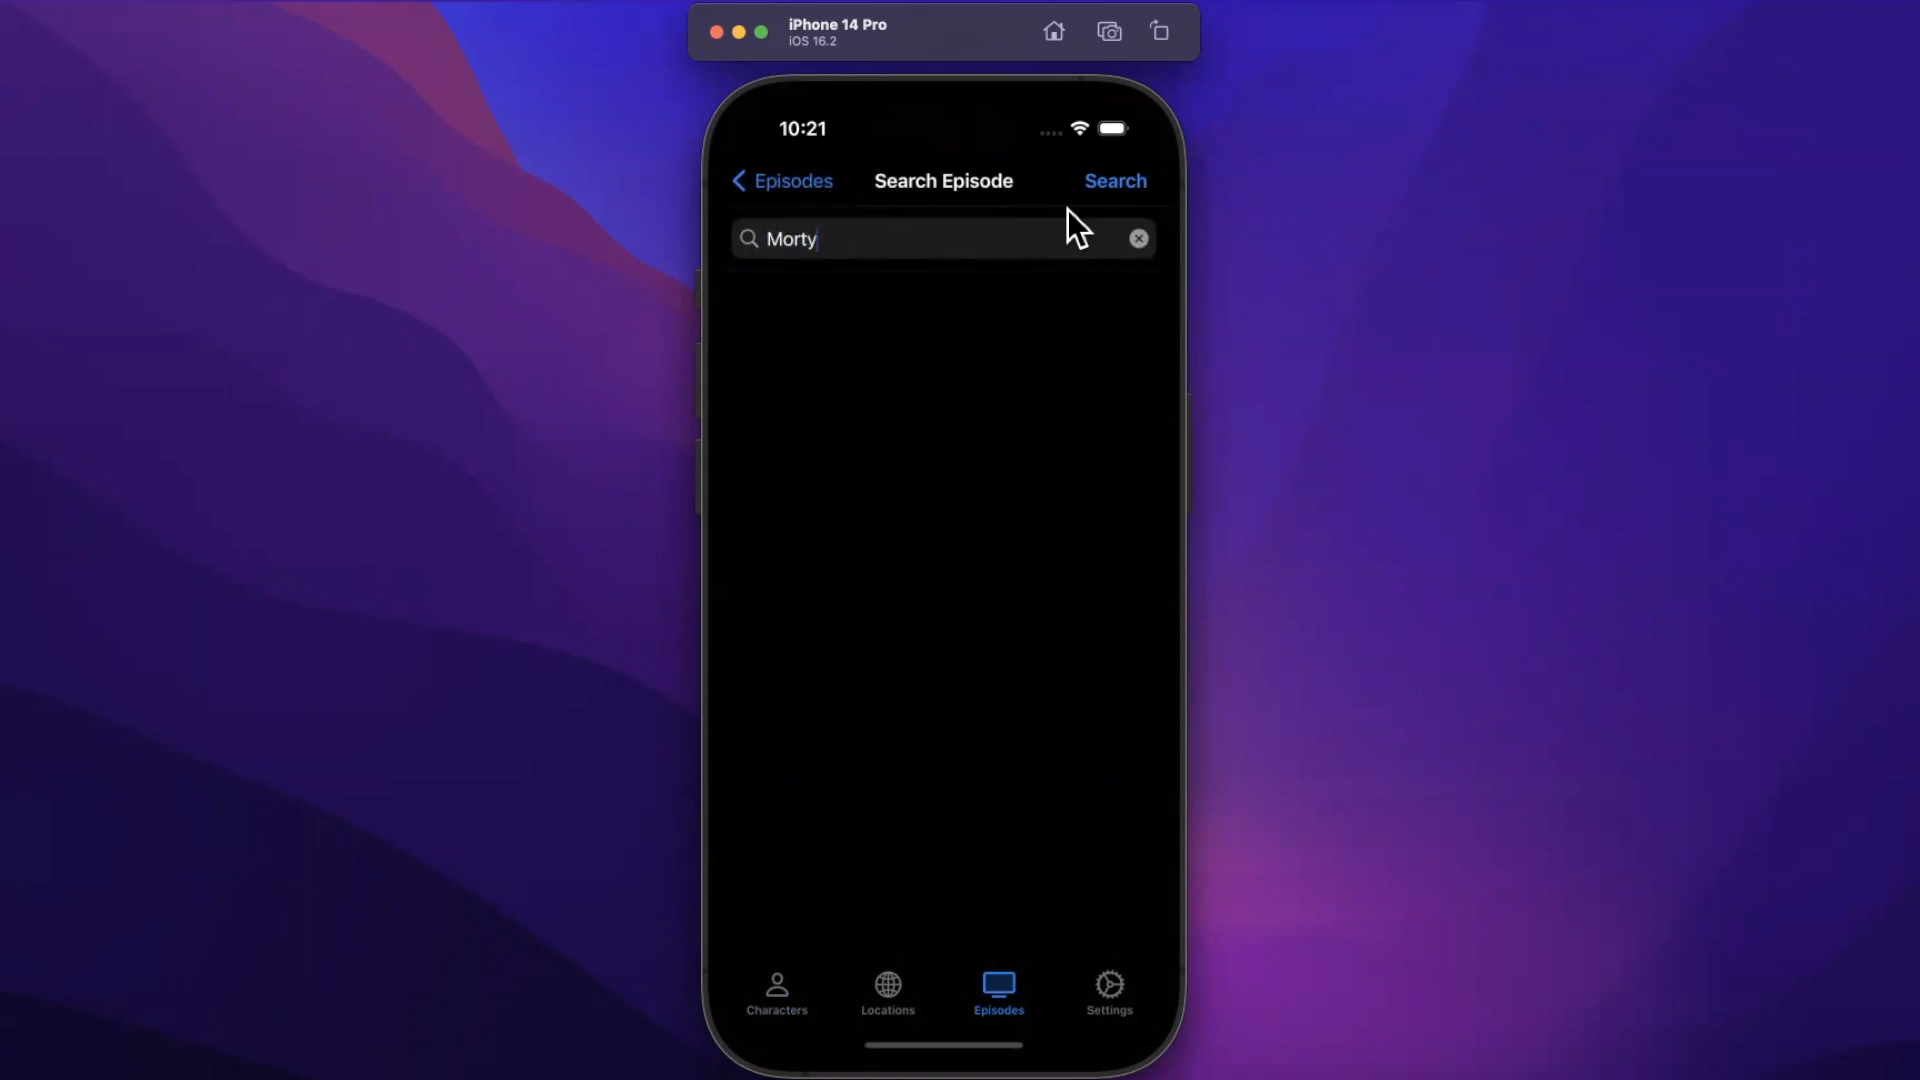 iPhone 14 Pro
iOS 16.2
10:21
Episodes Search Episode Search
Morty
Characters Locations Episodes Settings